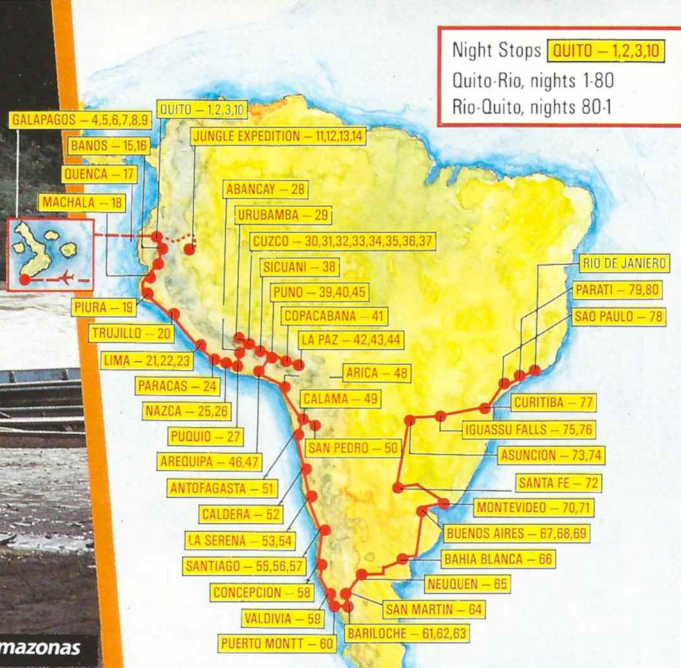 Night Stops QUITO – 1,2,3,10
Quito-Rio, nights 1-80
Rio-Quito, nights 80-1
GALAPAGOS – 4,5,6,7,8,9
QUITO – 1,2,3,10
BANOS – 15,16
JUNGLE EXPEDITION – 11,12,13,14
QUENCA – 17
MACHALA – 18
ABANCAY – 28
URUBAMBA – 29
CUZCO – 30,31,32,33,34,35,36,37
SICUANI – 38
PUNO – 39,40,45
COPACABANA – 41
LA PAZ – 42,43,44
PIURA – 19
TRUJILLO – 20
LIMA – 21,22,23
PARACAS – 24
NAZCA – 25,26
PUQUIO – 27
AREQUIPA – 46,47
ARICA – 48
CALAMA – 49
SAN PEDRO – 50
ANTOFAGASTA – 51
CALDERA – 52
LA SERENA – 53,54
SANTIAGO – 55,56,57
CONCEPCION – 58
VALDIVIA – 59
PUERTO MONTT – 60
BARILOCHE – 61,62,63
SAN MARTIN – 64
NEUQUEN – 65
BAHIA BLANCA – 66
BUENOS AIRES – 67,68,69
MONTEVIDEO – 70,71
SANTA FE – 72
ASUNCION – 73,74
IGUASSU FALLS – 75,76
CURITIBA – 77
SAO PAULO – 78
PARATI – 79,80
RIO DE JANIERO
mazonas